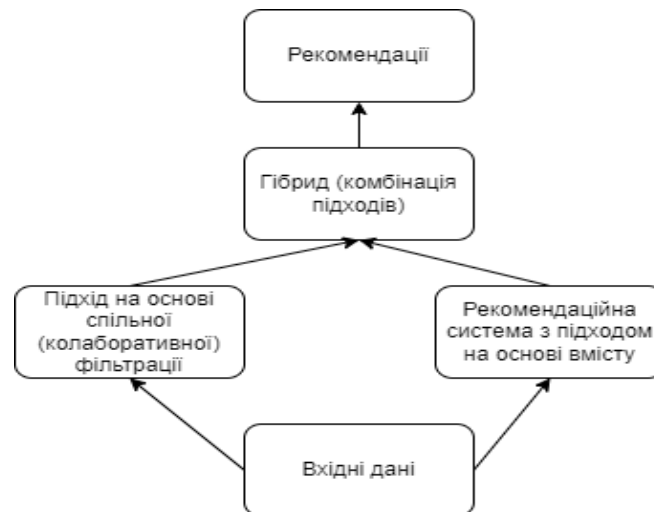 Рекомендації
Гібрид (комбінація
підходів)
Підхід на основі
спільної
(колаборативної)
фільтрації
Рекомендаційна
система з підходом
на основі вмісту
Вхідні дані